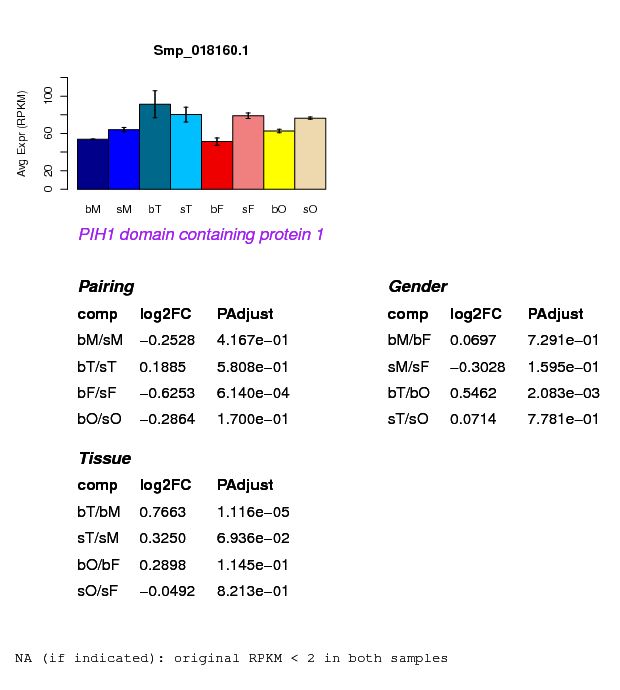 Smp_018160.1
Avg Expr (RPKM)
100
60
20
0
bM sM bT sT bF sF bO sO
PIH1 domain containing protein 1
Pairing
comp log2FC PAdjust
bM/sM −0.2528 4.167e−01
bT/sT 0.1885 5.808e−01
bF/sF −0.6253 6.140e−04
bO/sO −0.2864 1.700e−01
Gender
comp log2FC PAdjust
bM/bF 0.0697 7.291e−01
sM/sF −0.3028 1.595e−01
bT/bO 0.5462 2.083e−03
sT/sO 0.0714 7.781e−01
Tissue
comp log2FC PAdjust
bT/bM 0.7663 1.116e−05
sT/sM 0.3250 6.936e−02
bO/bF 0.2898 1.145e−01
sO/sF −0.0492 8.213e−01
NA (if indicated): original RPKM < 2 in both samples